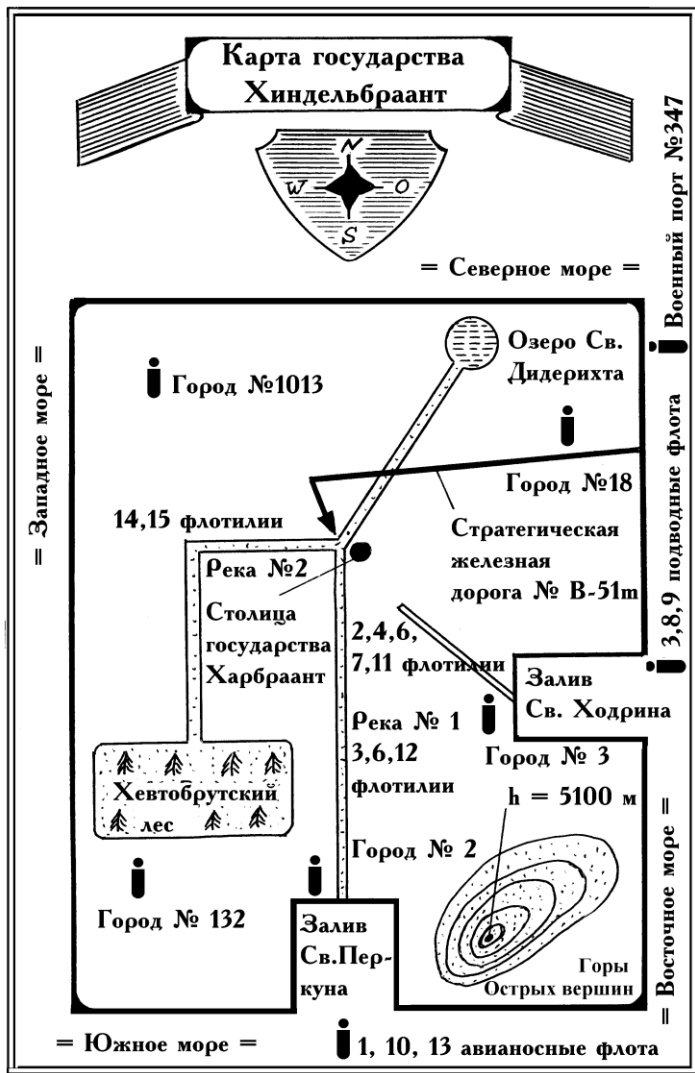 Карта государства
Хиндельбраант
N
W
O
S
= Северное море =
Военный порт №347
= Западное море =
Озеро Св.
Дидерихта
Город №1013
Город №18
14,15 флотилии
Стратегическая
железная
дорога № В-51m
3,8,9 подводные флота
Река №2
Столица
государства
Харбраант
2,4,6,
7,11 флотилии
Залив
Св. Ходрина
Река № 1
3,6,12
флотилии
Город № 3
Хевтобрутский
лес
h = 5100 м
Город № 2
Город № 132
Залив
Св.Пер-
куна
Горы
Острых вершин
= Восточное море =
= Южное море =
1, 10, 13 авианосные флота